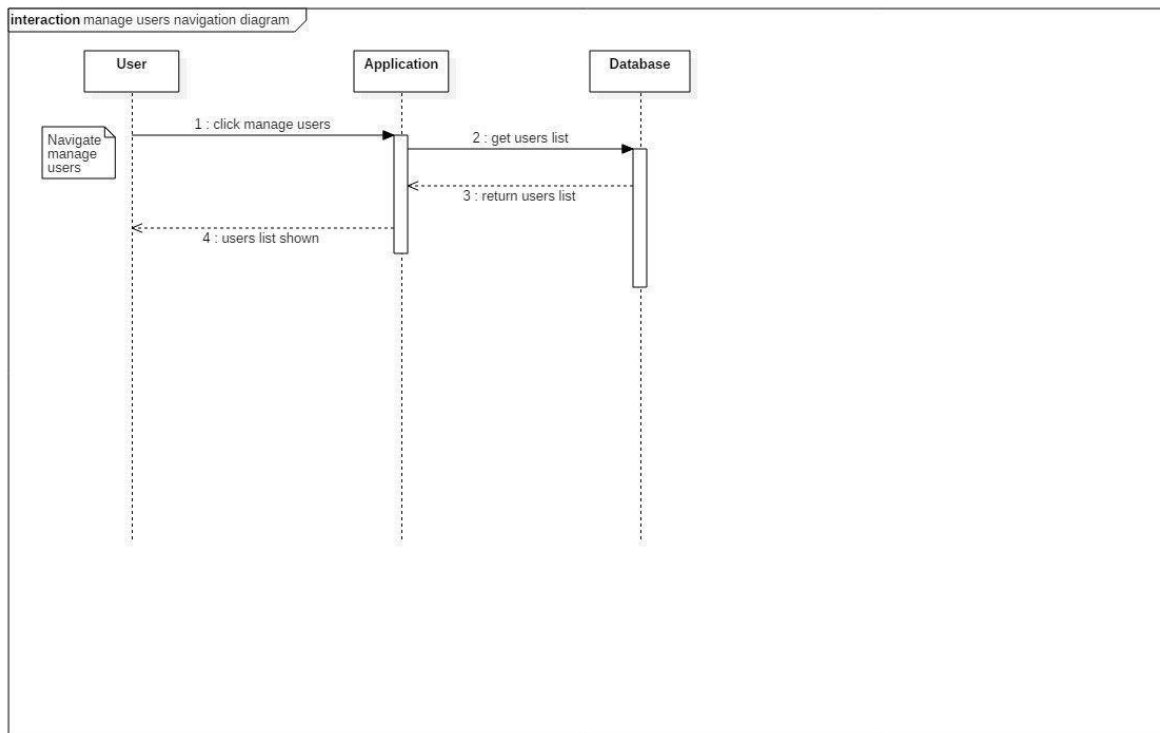 interaction manage users navigation diagram
User
Application
Database
Navigate
manage
users
1 : click manage users
2 : get users list
3 : return users list
4 : users list shown